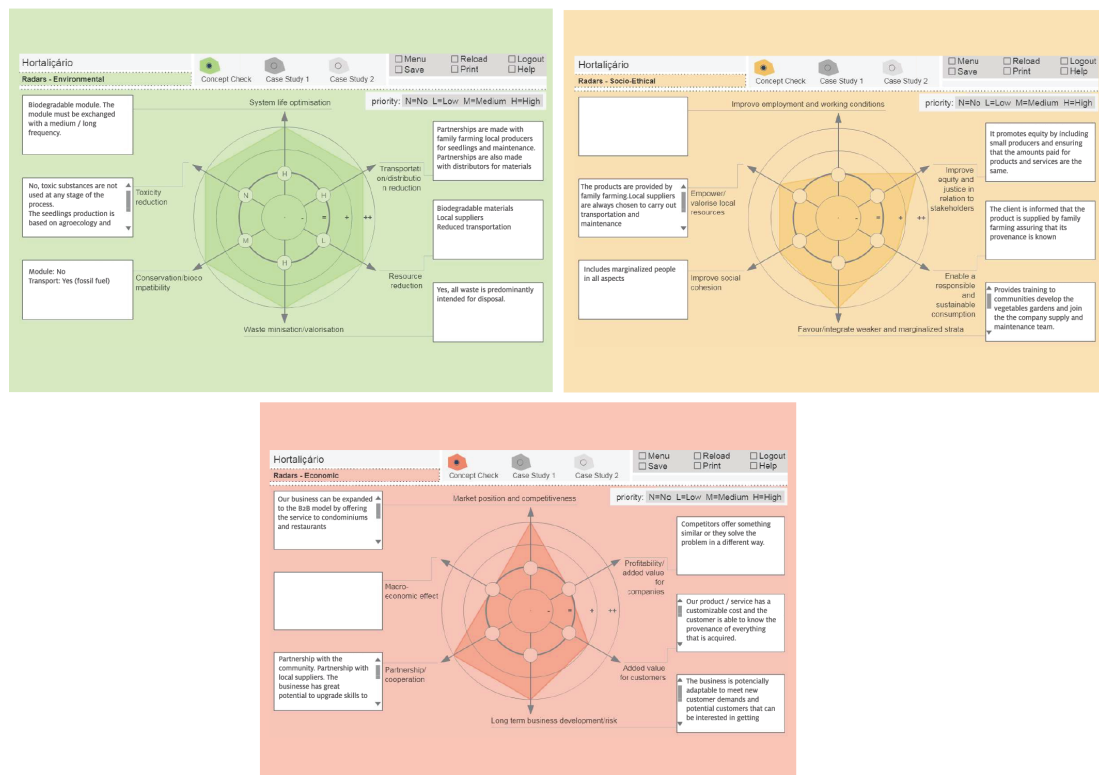 Hortaliçário
Radars - Environmental
Concept Check
Case Study 1
Case Study 2
Menu
Reload
Logout
Save
Print
Help
priority: N=No L=Low M=Medium H=High
System life optimisation
Biodegradable module. The
module must be exchanged
with a medium / long
frequency.
Partnerships are made with
family farming local producers
for seedlings and maintenance.
Partnerships are also made
with distributors for materials
Transportati
on/distributio
n reduction
Toxicity
reduction
No, toxic substances are not
used at any stage of the
process.
The seedlings production is
based on agroecology and
Biodegradable materials
Local suppliers
Reduced transportation
H
N
H
M
L
H
- = + ++
Module: No
Transport: Yes (fossil fuel)
Conservation/bioco
mpatibility
Resource
reduction
Yes, all waste is predominantly
intended for disposal.
Waste minisation/valorisation
Hortaliçário
Radars - Socio-Ethical
Concept Check
Case Study 1
Case Study 2
Menu
Reload
Logout
Save
Print
Help
priority: N=No L=Low M=Medium H=High
Improve employment and working conditions
It promotes equity by including
small producers and ensuring
that the amounts paid for
products and services are the
same.
Improve
equity and
justice in
relation to
stakeholders
The products are provided by
family farming.Local suppliers
are always chosen to carry out
transportation and
maintenance
Empower/
valorise local
resources
- = + ++
The client is informed that the
product is supplied by family
farming assuring that its
provenance is known
Includes marginalized people
in all aspects
Improve social
cohesion
Enable a
responsible
and
sustainable
consumption
Provides training to
communities develop the
vegetables gardens and join
the the company supply and
maintenance team.
Favour/integrate weaker and marginalized strata
Hortaliçário
Radars - Economic
Concept Check
Case Study 1
Case Study 2
Menu
Reload
Logout
Save
Print
Help
priority: N=No L=Low M=Medium H=High
Market position and competitiveness
Our business can be expanded
to the B2B model by offering
the service to condominiums
and restaurants
Competitors offer something
similar or they solve the
problem in a different way.
Profitability/
added value
for
companies
Macro-
economic effect
- = + ++
Our product / service has a
customizable cost and the
customer is able to know the
provenance of everything
that is acquired.
Partnership with the
community. Partnership with
local suppliers. The
businesse has great
potential to upgrade skills to
Partnership/
cooperation
Added value
for customers
The business is potencially
adaptable to meet new
customer demands and
potential customers that can
be interested in getting
Long term business development/risk